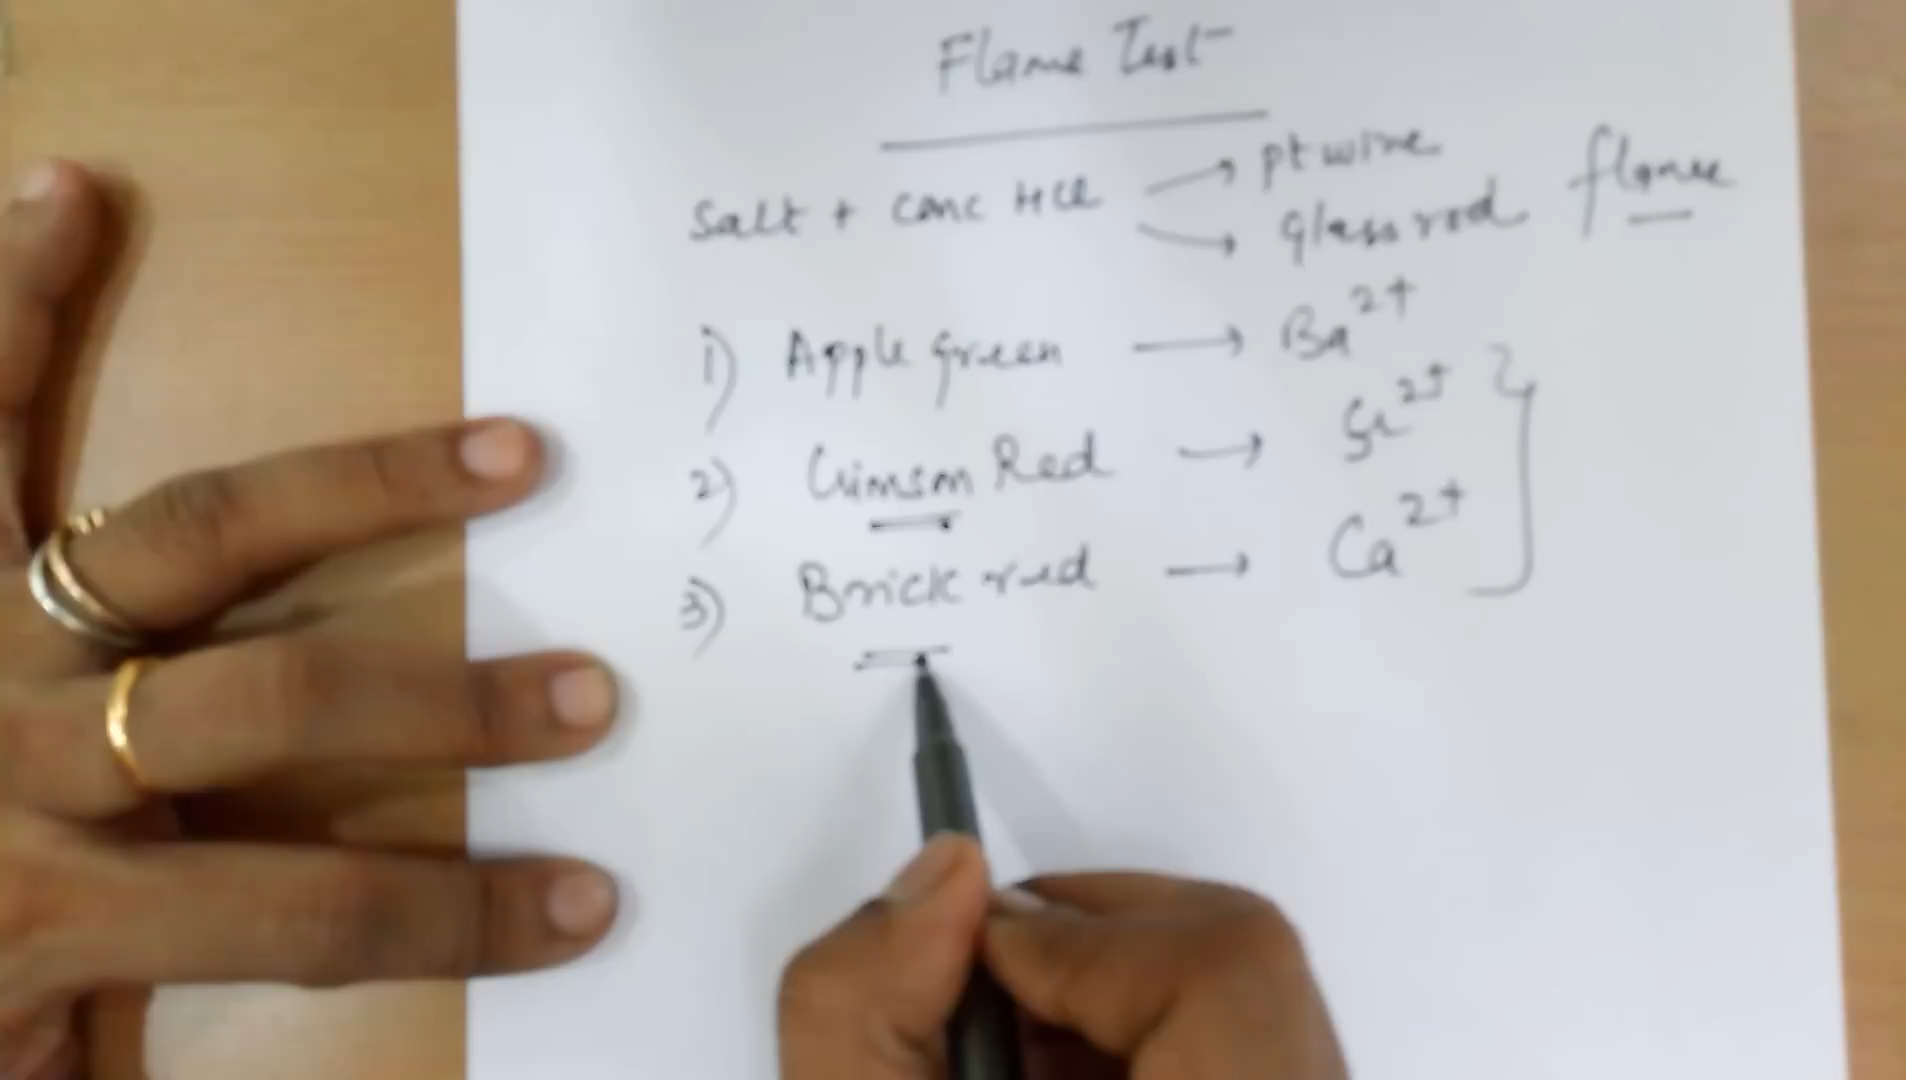 Flame Test
Salt + conc HCl → pt wire
→ glass rod flame
1) Apple green → Ba2+
2) Crimson Red → Sr2+
3) Brick red → Ca2+